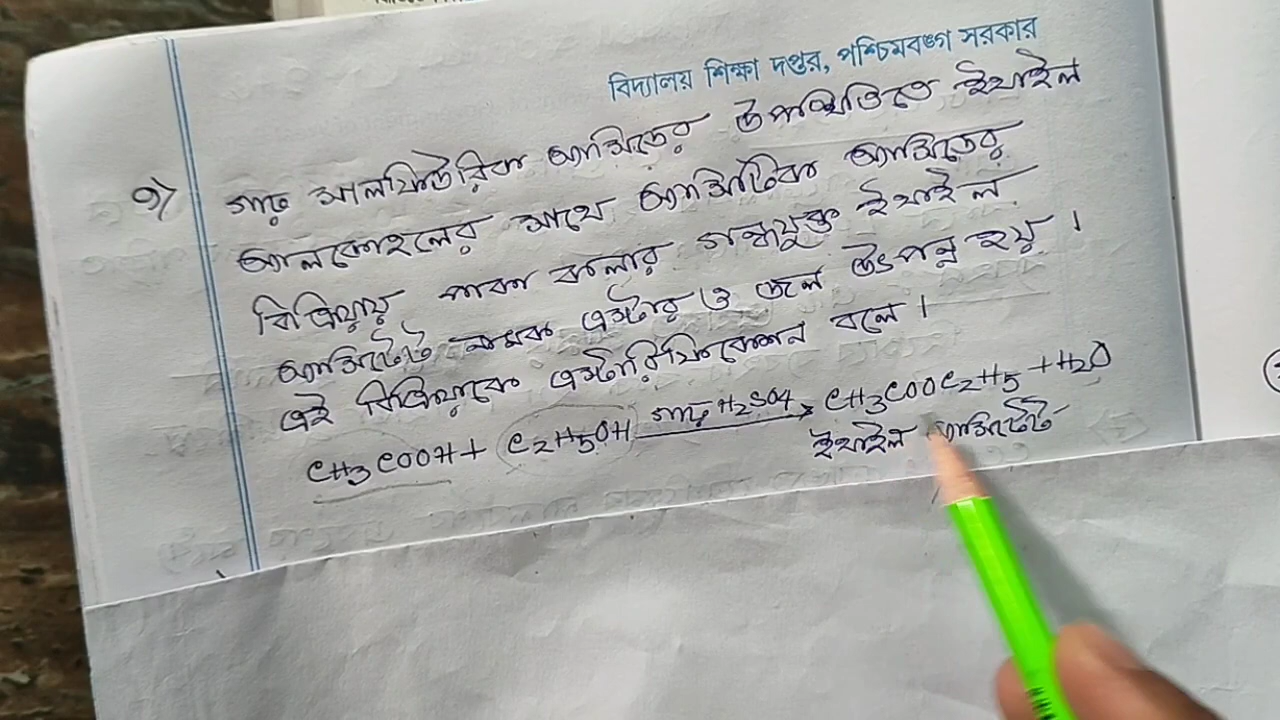 বিদ্যালয় শিক্ষা দপ্তর, পশ্চিমবঙ্গ সরকার
৩) গাঢ় সালফিউরিক অ্যাসিডের উপস্থিতিতে ইথাইল
অ্যালকোহলের সাথে অ্যাসিটিক অ্যাসিডের
বিক্রিয়ায় পাকা কলার গন্ধযুক্ত ইথাইল
অ্যাসিটেট নামক এস্টার ও জল উৎপন্ন হয়।
এই বিক্রিয়াকে এস্টারিফিকেশন বলে।
CH3COOH + C2H5OH গাঢ় H2SO4 → CH3COOC2H5 + H2O
ইথাইল অ্যাসিটেট